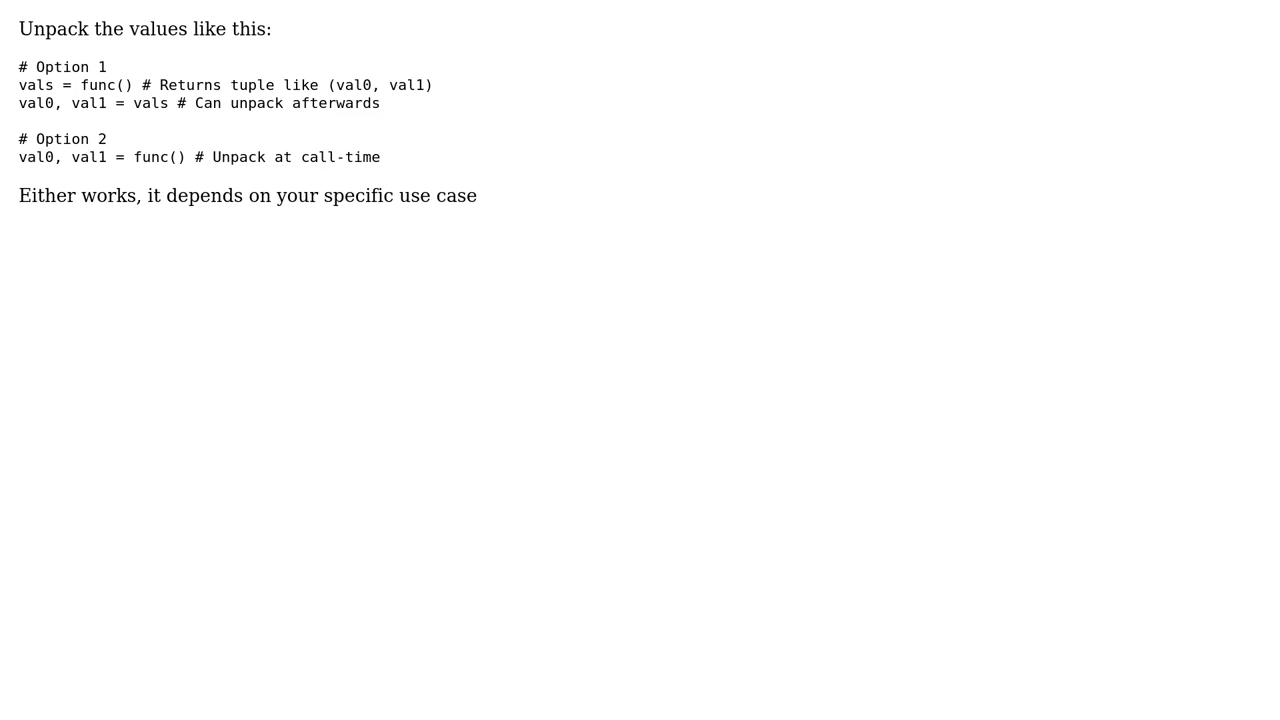 Unpack the values like this:
# Option 1
vals = func() # Returns tuple like (val0, val1)
val0, val1 = vals # Can unpack afterwards
# Option 2
val0, val1 = func() # Unpack at call-time
Either works, it depends on your specific use case